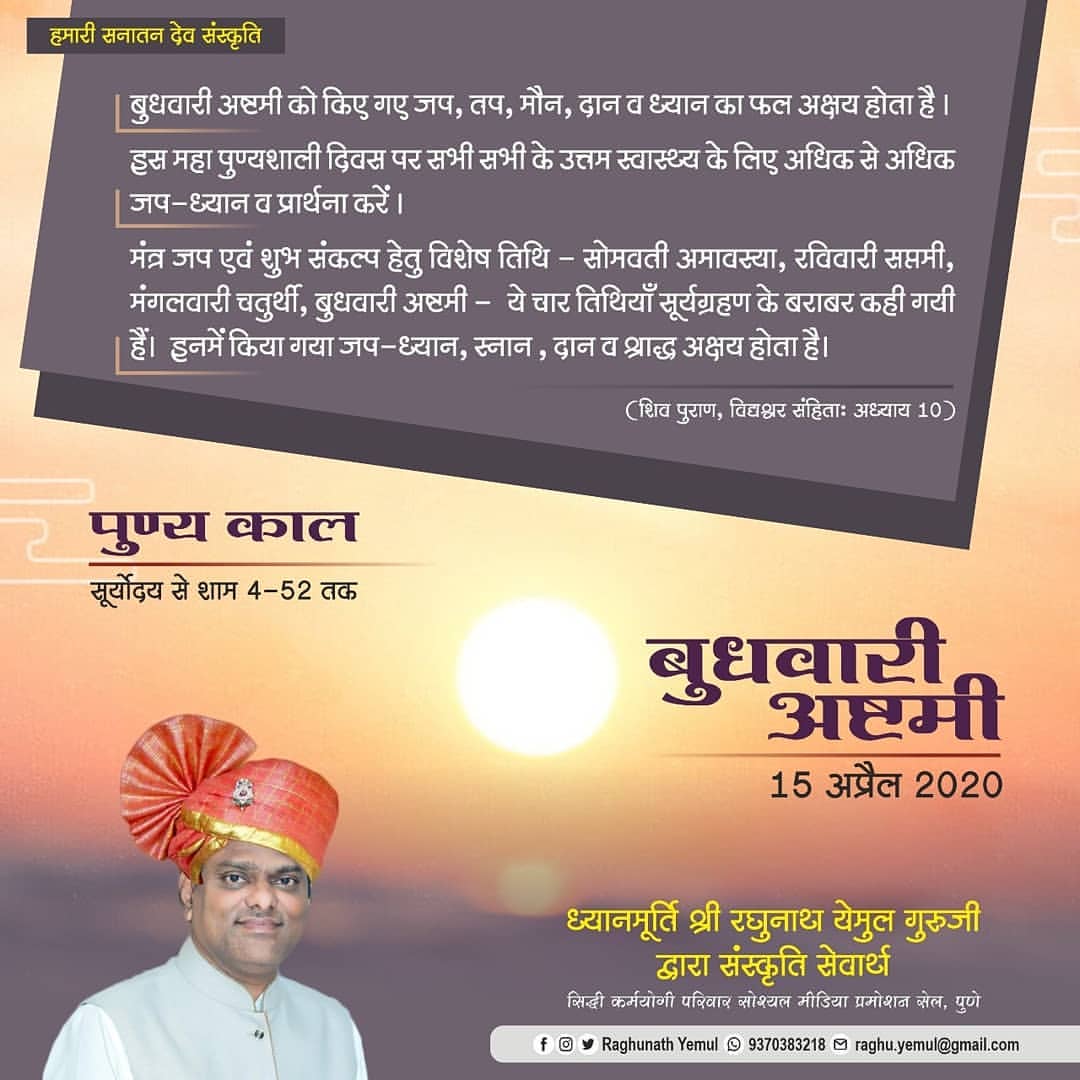 हमारी सनातन देव संस्कृति
बुधवारी अष्टमी को किए गए जप, तप, मौन, दान व ध्यान का फल अक्षय होता है ।
इस महा पुण्यशाली दिवस पर सभी सभी के उत्तम स्वास्थ्य के लिए अधिक से अधिक
जप-ध्यान व प्रार्थना करें ।
मंत्र जप एवं शुभ संकल्प हेतु विशेष तिथि - सोमवती अमावस्या, रविवारी सप्तमी,
मंगलवारी चतुर्थी, बुधवारी अष्टमी - ये चार तिथियाँ सूर्यग्रहण के बराबर कही गयी
हैं। इनमें किया गया जप-ध्यान, स्नान , दान व श्राद्ध अक्षय होता है।
(शिव पुराण, विद्यश्वर संहिताः अध्याय 10)
पुण्य काल
सूर्योदय से शाम 4-52 तक
बुधवारी
अष्टमी
15 अप्रैल 2020
ध्यानमूर्ति श्री रघुनाथ येमुल गुरुजी
द्वारा संस्कृति सेवार्थ
सिद्धी कर्मयोगी परिवार सोश्यल मीडिया प्रमोशन सेल, पुणे
Raghunath Yemul 9370383218 raghu.yemul@gmail.com